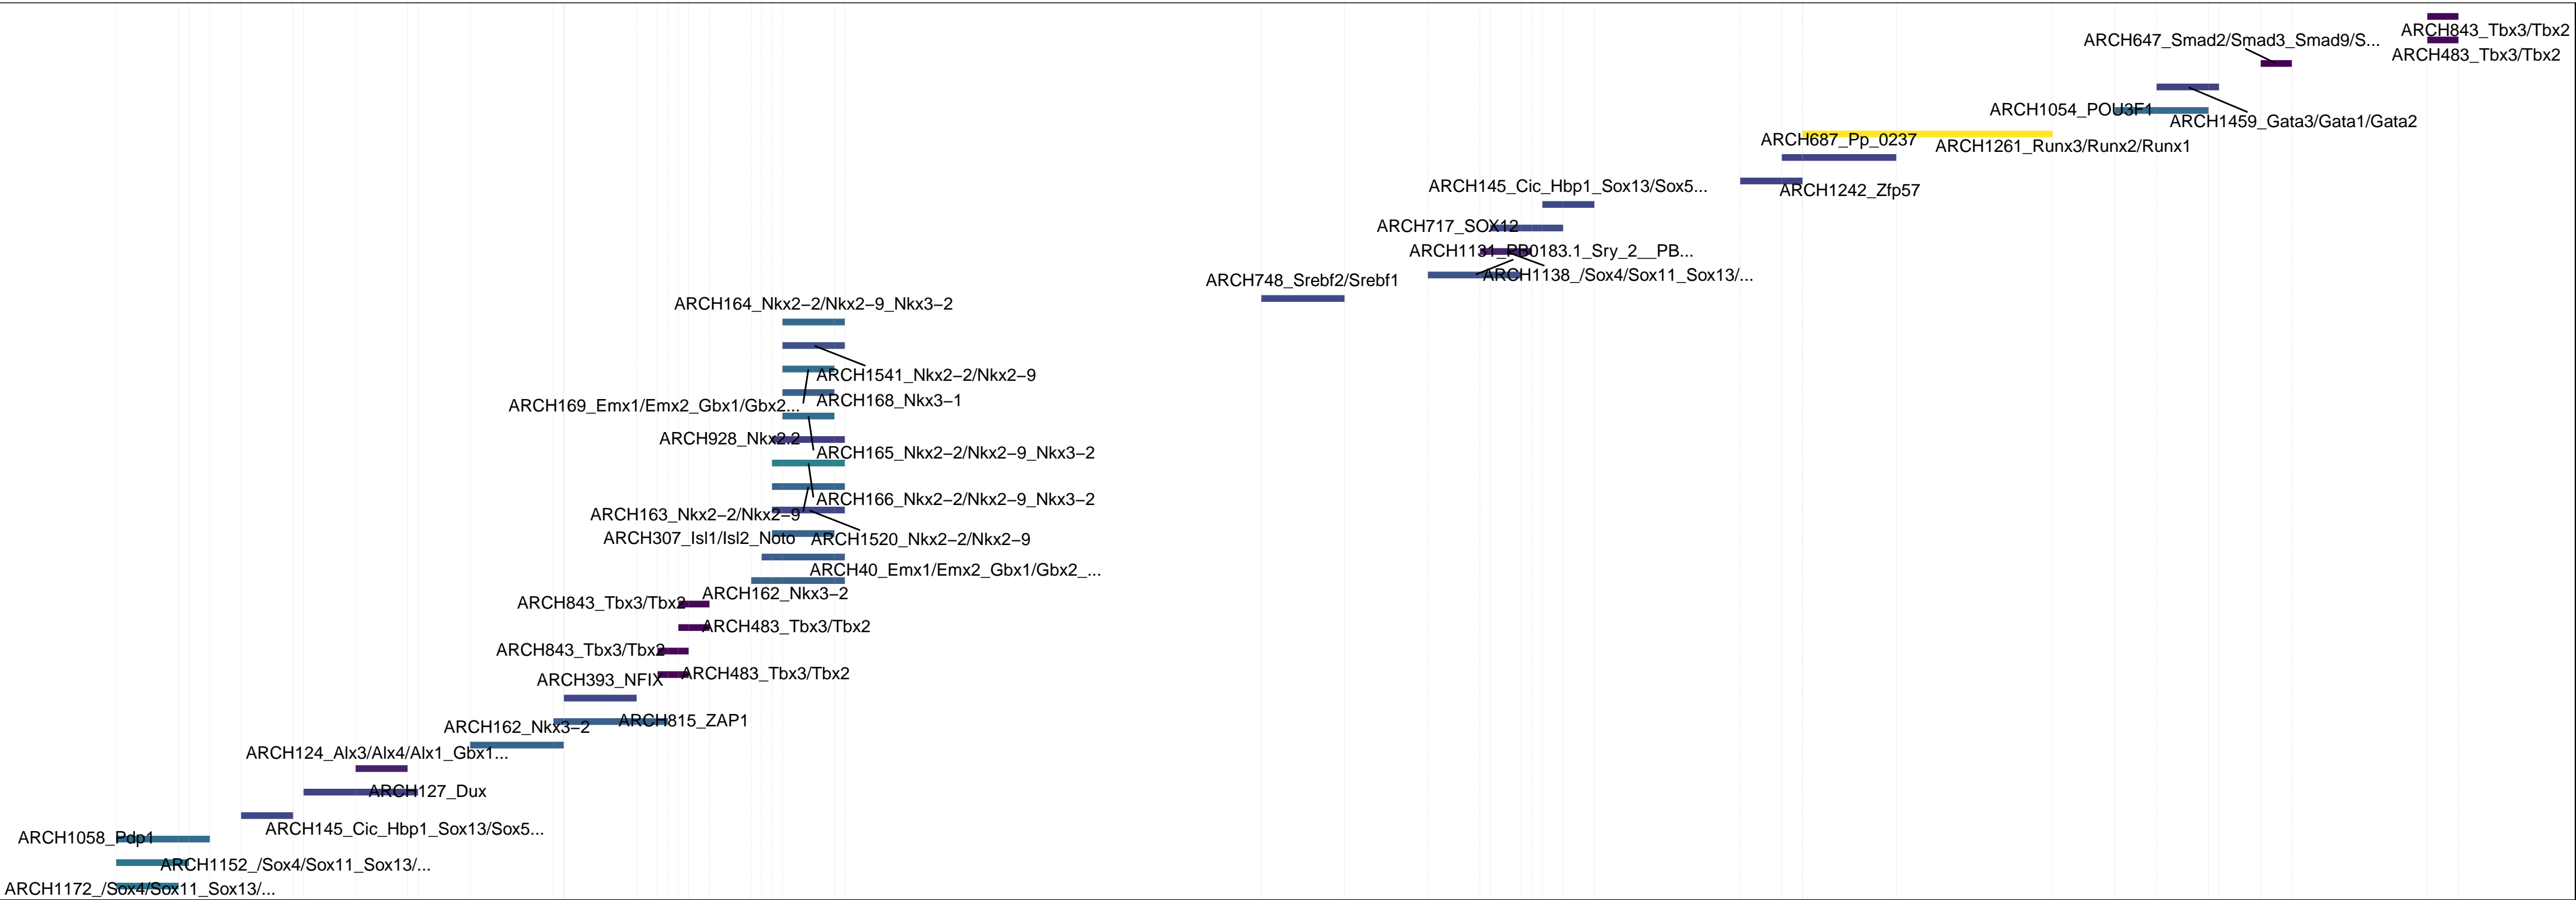 ARCH843_Tbx3/Tbx2
ARCH647_Smad2/Smad3_Smad9/S...
ARCH483_Tbx3/Tbx2
ARCH1054_POU3F1
ARCH1459_Gata3/Gata1/Gata2
ARCH687_Pp_0237
ARCH1261_Runx3/Runx2/Runx1
ARCH145_Cic_Hbp1_Sox13/Sox5...
ARCH1242_Zfp57
ARCH717_SOX12
ARCH1131_PB0183.1_Sry_2__PB...
ARCH1138_/Sox4/Sox11_Sox13/...
ARCH748_Srebf2/Srebf1
ARCH164_Nkx2−2/Nkx2−9_Nkx3−2
ARCH1541_Nkx2−2/Nkx2−9
ARCH168_Nkx3−1
ARCH169_Emx1/Emx2_Gbx1/Gbx2...
ARCH928_Nkx2.2
ARCH165_Nkx2−2/Nkx2−9_Nkx3−2
ARCH166_Nkx2−2/Nkx2−9_Nkx3−2
ARCH163_Nkx2−2/Nkx2−9
ARCH307_Isl1/Isl2_Noto
ARCH1520_Nkx2−2/Nkx2−9
ARCH40_Emx1/Emx2_Gbx1/Gbx2_...
ARCH162_Nkx3−2
ARCH843_Tbx3/Tbx2
ARCH483_Tbx3/Tbx2
ARCH843_Tbx3/Tbx2
ARCH483_Tbx3/Tbx2
ARCH393_NFIX
ARCH815_ZAP1
ARCH162_Nkx3−2
ARCH124_Alx3/Alx4/Alx1_Gbx1...
ARCH127_Dux
ARCH145_Cic_Hbp1_Sox13/Sox5...
ARCH1058_Pdp1
ARCH1152_/Sox4/Sox11_Sox13/...
ARCH1172_/Sox4/Sox11_Sox13/...